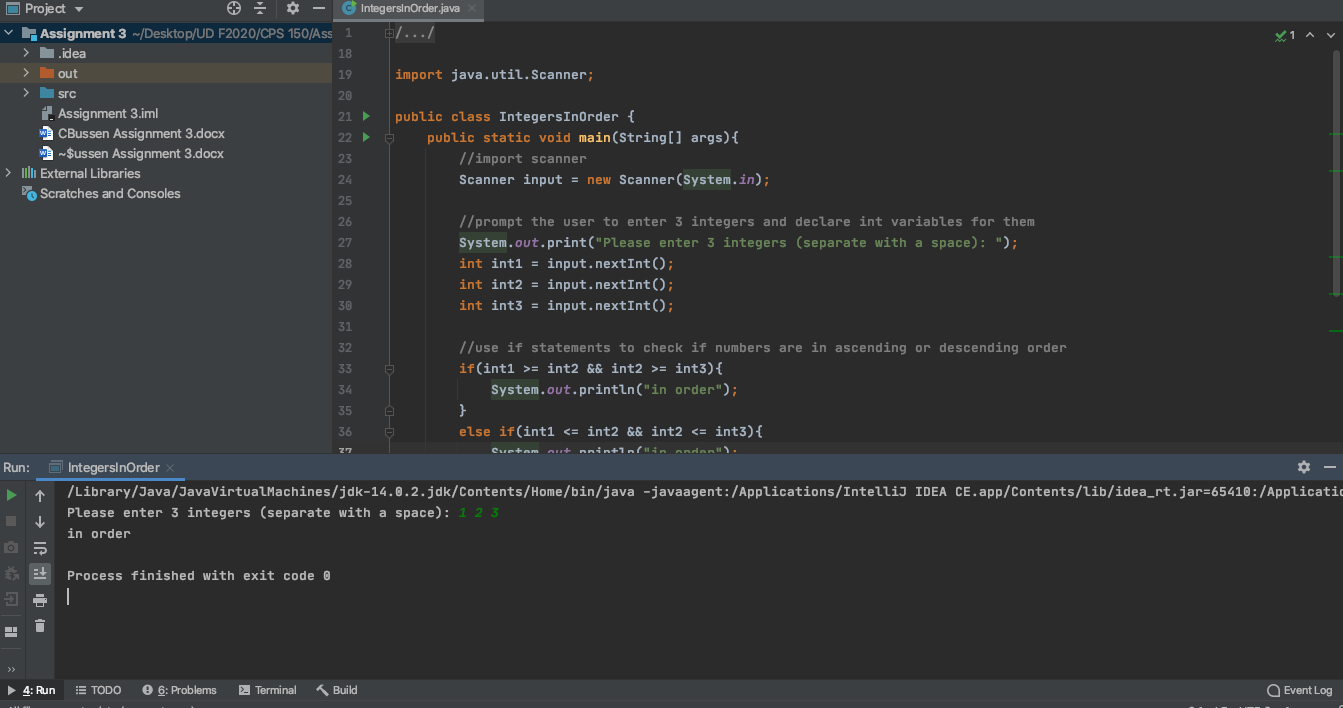 Project
IntegersInOrder.java
Assignment 3 ~/Desktop/UD F2020/CPS 150/Ass
.idea
out
src
Assignment 3.iml
CBussen Assignment 3.docx
~$ussen Assignment 3.docx
External Libraries
Scratches and Consoles
1 /.../
18
19 import java.util.Scanner;
20
21 public class IntegersInOrder {
22 public static void main(String[] args){
23 //import scanner
24 Scanner input = new Scanner(System.in);
25
26 //prompt the user to enter 3 integers and declare int variables for them
27 System.out.print("Please enter 3 integers (separate with a space): ");
28 int int1 = input.nextInt();
29 int int2 = input.nextInt();
30 int int3 = input.nextInt();
31
32 //use if statements to check if numbers are in ascending or descending order
33 if(int1 >= int2 && int2 >= int3){
34 System.out.println("in order");
35 }
36 else if(int1 <= int2 && int2 <= int3){
37 System.out.println("in order");
1
Run: IntegersInOrder
/Library/Java/JavaVirtualMachines/jdk-14.0.2.jdk/Contents/Home/bin/java -javaagent:/Applications/IntelliJ IDEA CE.app/Contents/lib/idea_rt.jar=65410:/Applicatio
Please enter 3 integers (separate with a space): 1 2 3
in order
Process finished with exit code 0
4: Run TODO 6: Problems Terminal Build Event Log